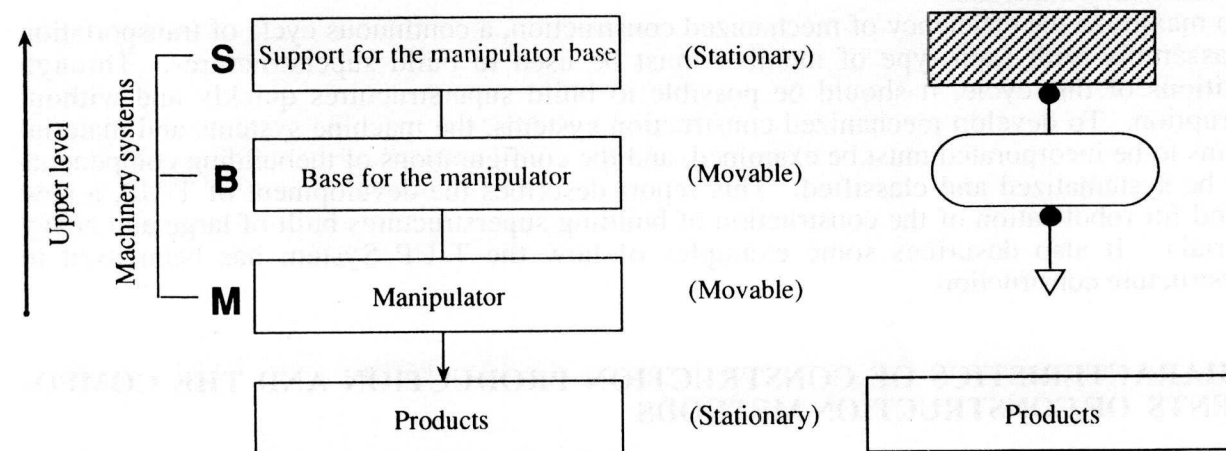 S Support for the manipulator base (Stationary)
B Base for the manipulator (Movable)
M Manipulator (Movable)
Products (Stationary) Products
Upper level
Machinery systems